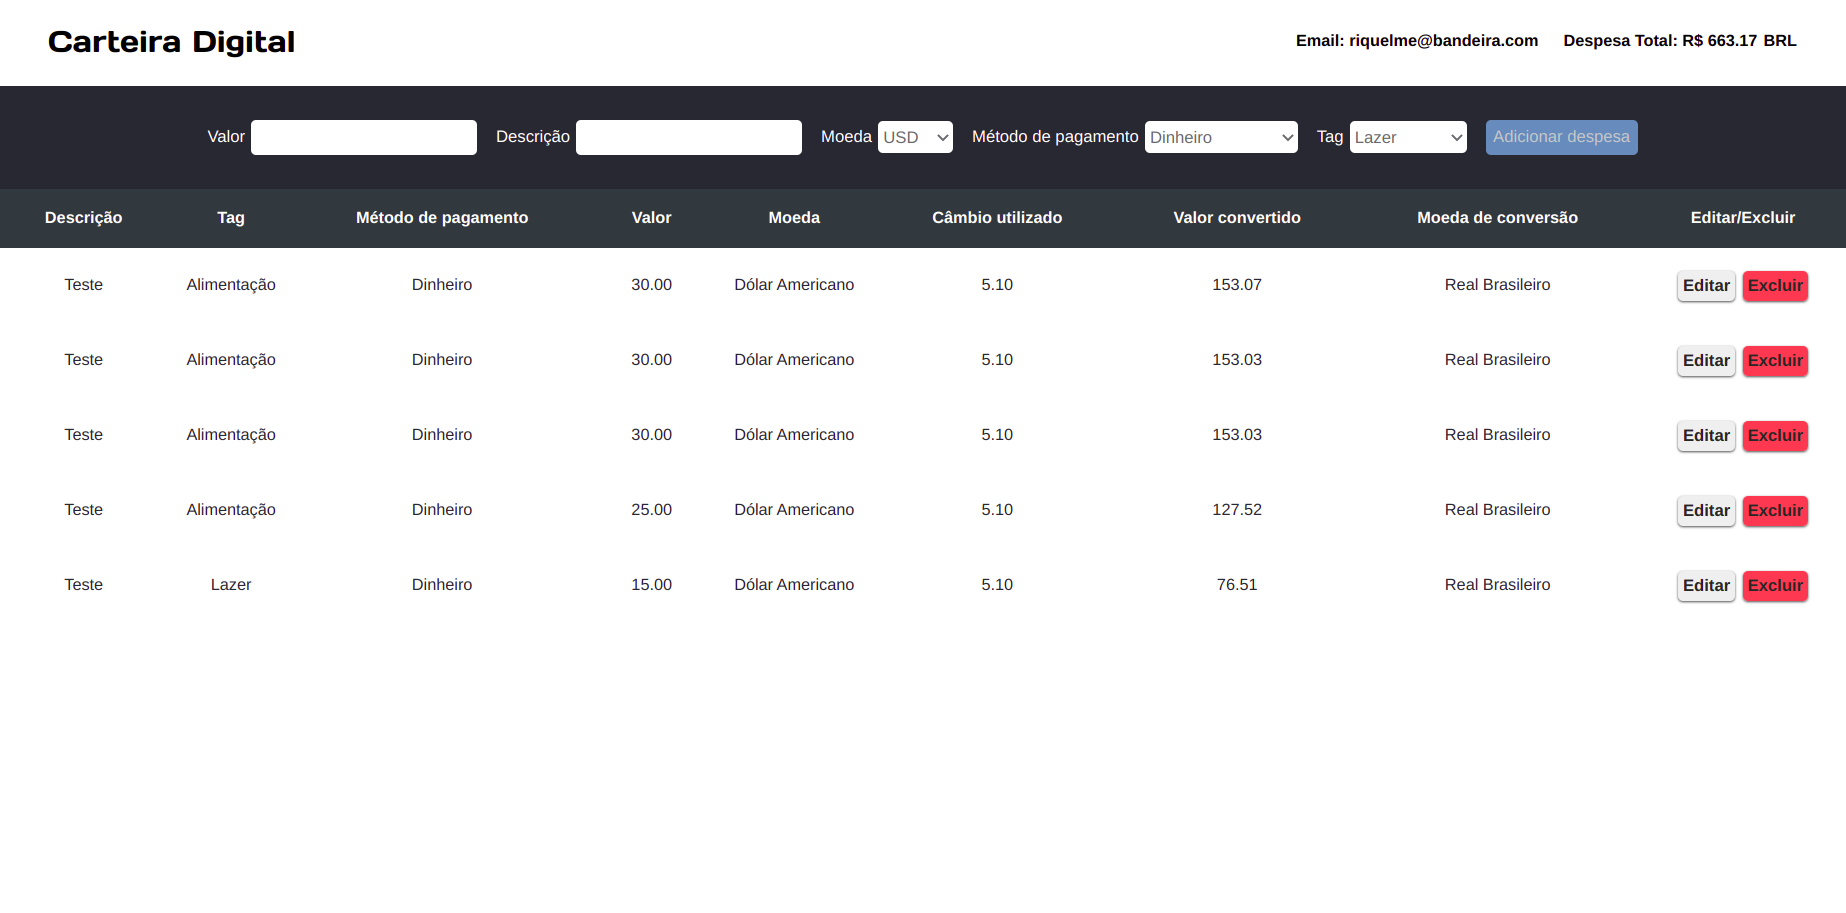 Carteira Digital Email: riquelme@bandeira.com Despesa Total: R$ 663.17 BRL
Valor Descrição Moeda USD Método de pagamento Dinheiro Tag Lazer Adicionar despesa
Descrição Tag Método de pagamento Valor Moeda Câmbio utilizado Valor convertido Moeda de conversão Editar/Excluir
Teste Alimentação Dinheiro 30.00 Dólar Americano 5.10 153.07 Real Brasileiro Editar Excluir
Teste Alimentação Dinheiro 30.00 Dólar Americano 5.10 153.03 Real Brasileiro Editar Excluir
Teste Alimentação Dinheiro 30.00 Dólar Americano 5.10 153.03 Real Brasileiro Editar Excluir
Teste Alimentação Dinheiro 25.00 Dólar Americano 5.10 127.52 Real Brasileiro Editar Excluir
Teste Lazer Dinheiro 15.00 Dólar Americano 5.10 76.51 Real Brasileiro Editar Excluir